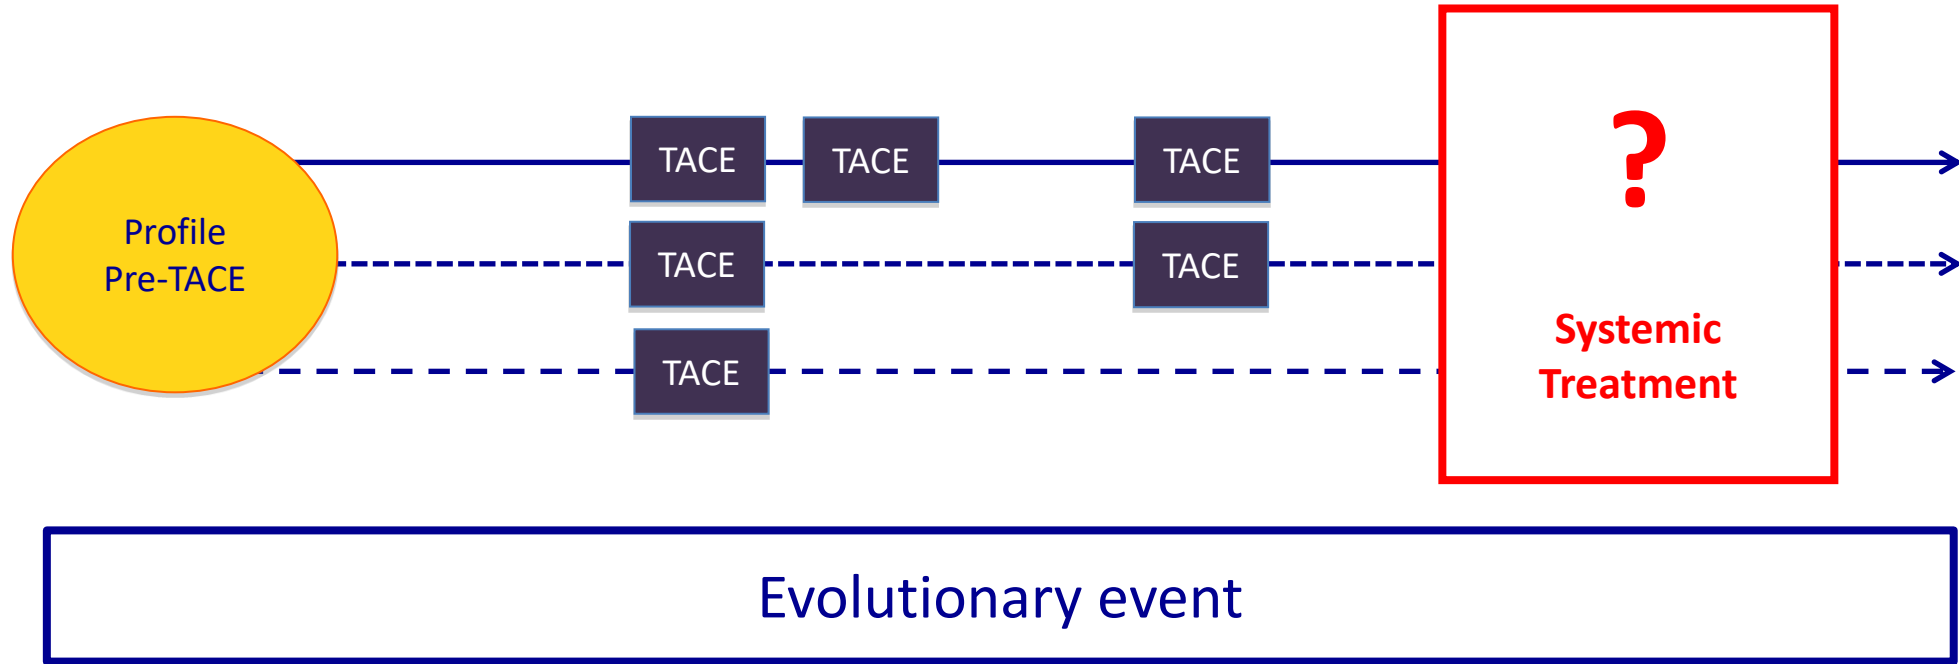 Profile
Pre-TACE
TACE
TACE
TACE
TACE
TACE
TACE
?
Systemic
Treatment
Evolutionary event